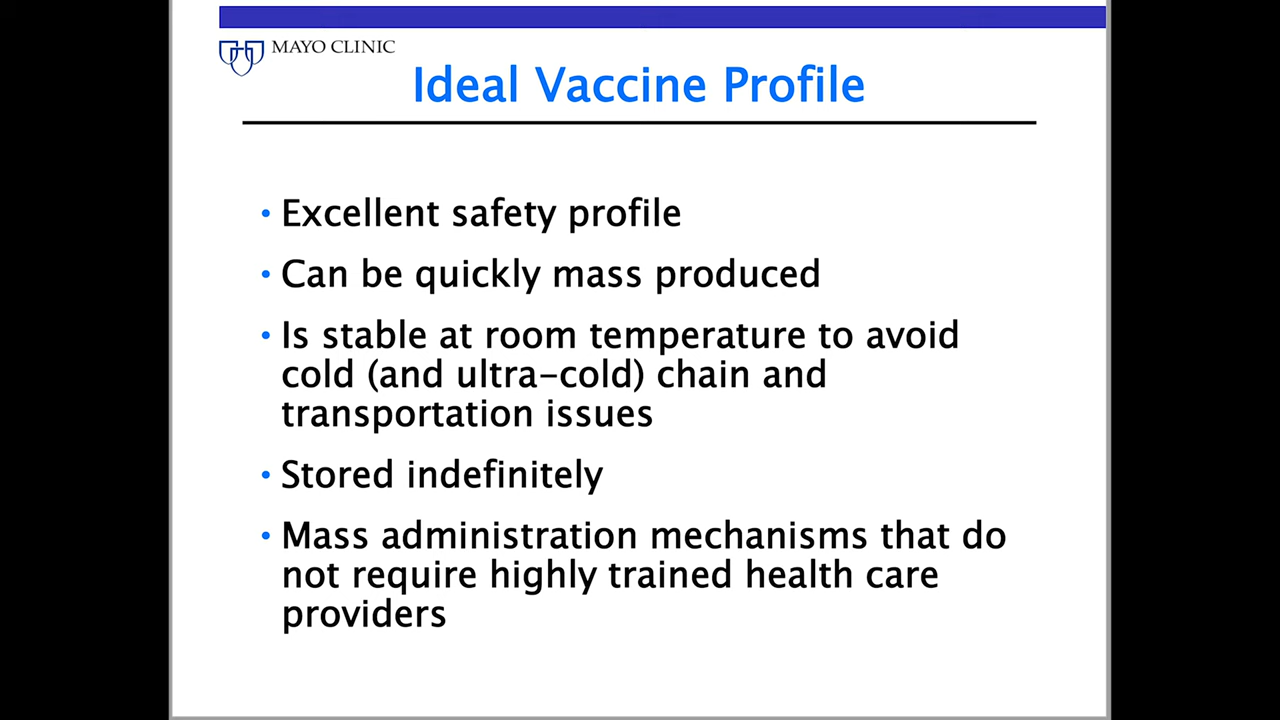 MAYO CLINIC
Ideal Vaccine Profile
• Excellent safety profile
• Can be quickly mass produced
• Is stable at room temperature to avoid
cold (and ultra-cold) chain and
transportation issues
• Stored indefinitely
• Mass administration mechanisms that do
not require highly trained health care
providers